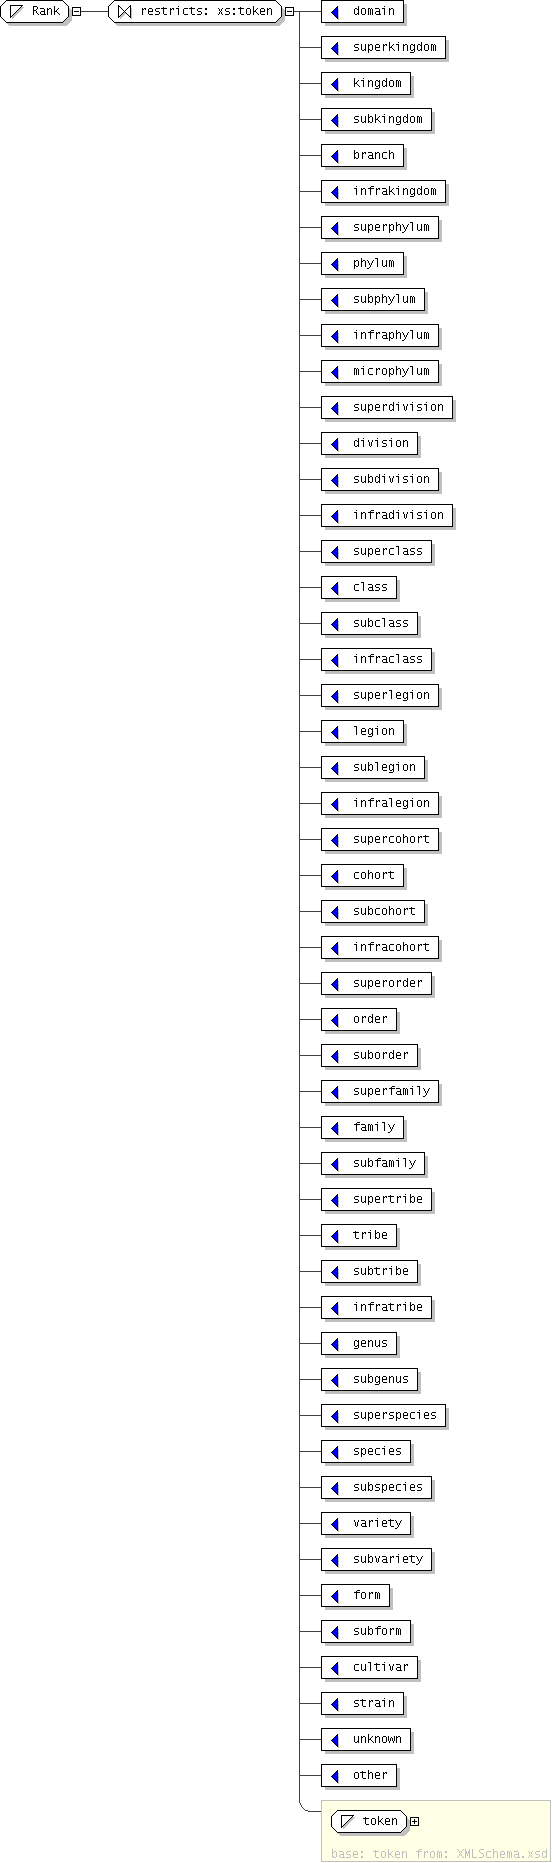 Rank restricts: xs:token domain
superkingdom
kingdom
subkingdom
branch
infrakingdom
superphylum
phylum
subphylum
infraphylum
microphylum
superdivision
division
subdivision
infradivision
superclass
class
subclass
infraclass
superlegion
legion
sublegion
infralegion
supercohort
cohort
subcohort
infracohort
superorder
order
suborder
superfamily
family
subfamily
supertribe
tribe
subtribe
infratribe
genus
subgenus
superspecies
species
subspecies
variety
subvariety
form
subform
cultivar
strain
unknown
other
token
base: token from: XMLSchema.xsd